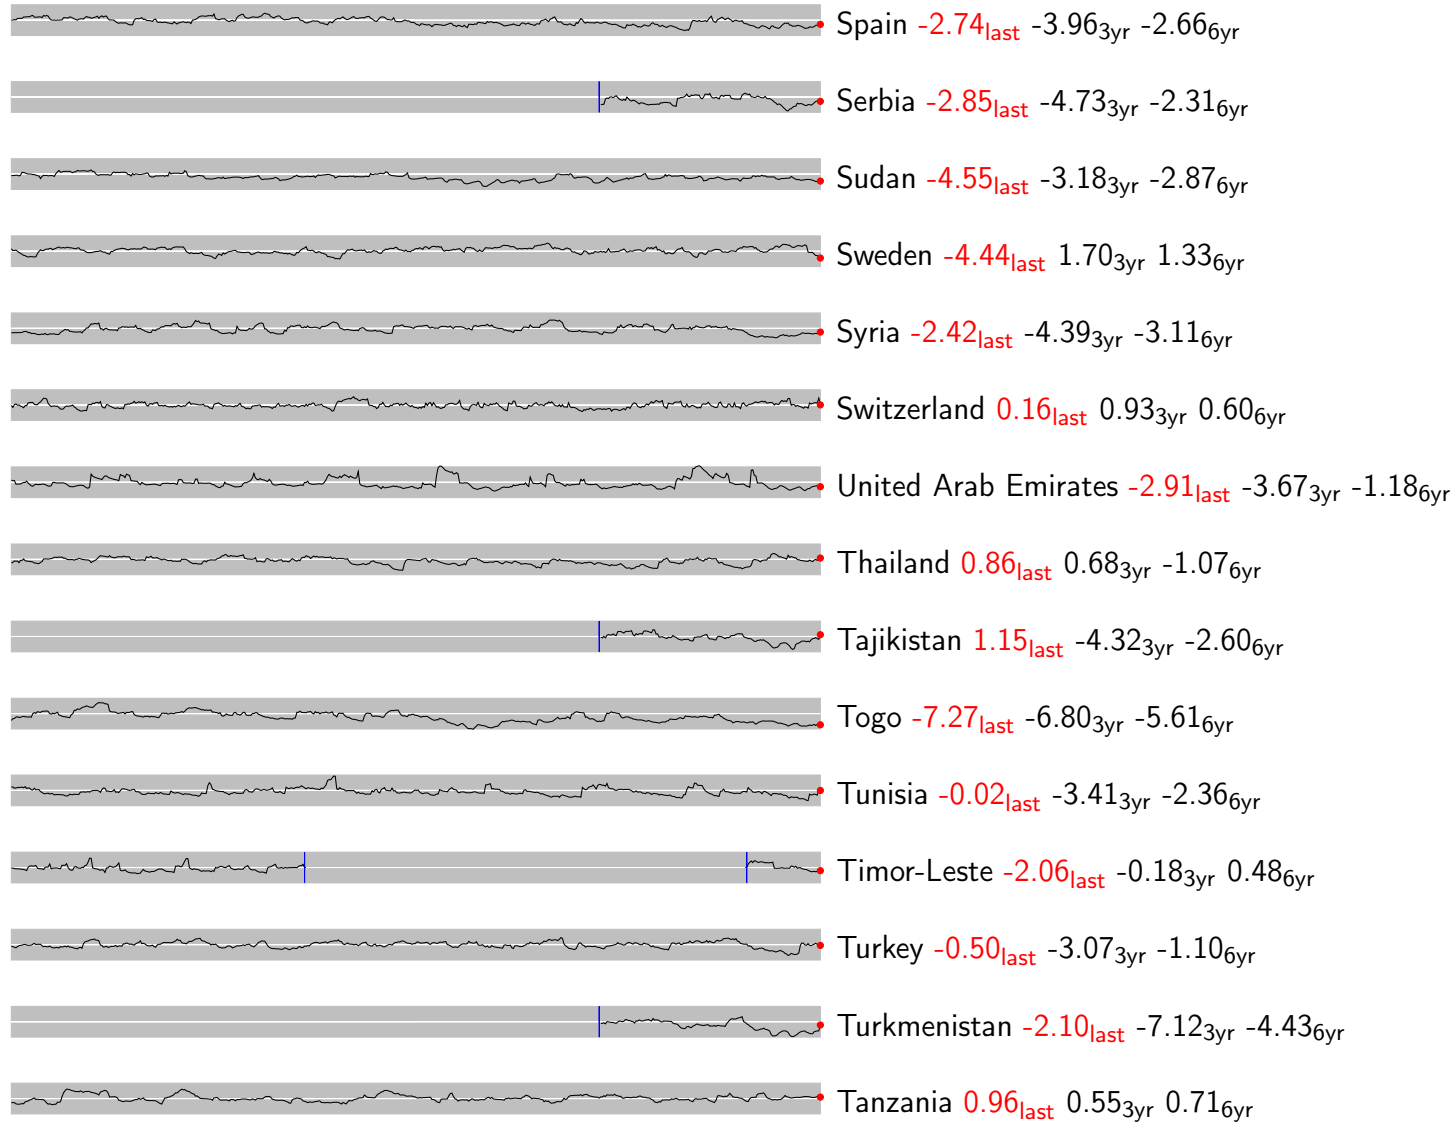 Spain -2.74last -3.963yr -2.666yr
Serbia -2.85last -4.733yr -2.316yr
Sudan -4.55last -3.183yr -2.876yr
Sweden -4.44last 1.703yr 1.336yr
Syria -2.42last -4.393yr -3.116yr
Switzerland 0.16last 0.933yr 0.606yr
United Arab Emirates -2.91last -3.673yr -1.186yr
Thailand 0.86last 0.683yr -1.076yr
Tajikistan 1.15last -4.323yr -2.606yr
Togo -7.27last -6.803yr -5.616yr
Tunisia -0.02last -3.413yr -2.366yr
Timor-Leste -2.06last -0.183yr 0.486yr
Turkey -0.50last -3.073yr -1.106yr
Turkmenistan -2.10last -7.123yr -4.436yr
Tanzania 0.96last 0.553yr 0.716yr